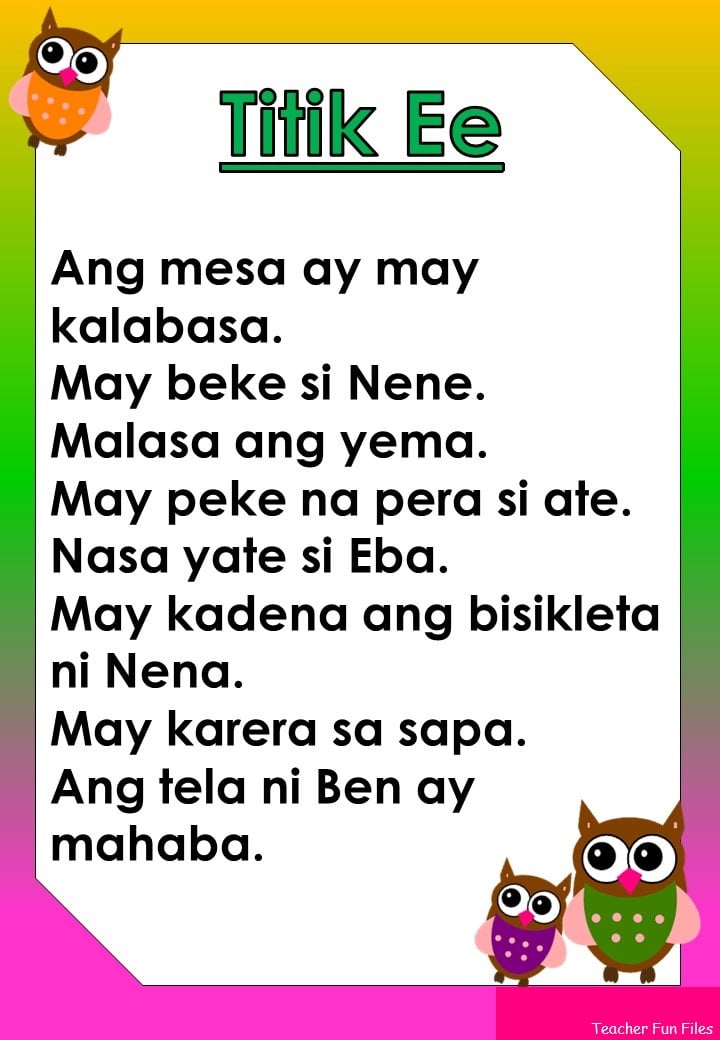 Titik Ee
Ang mesa ay may
kalabasa.
May beke si Nene.
Malasa ang yema.
May peke na pera si ate.
Nasa yate si Eba.
May kadena ang bisikleta
ni Nena.
May karera sa sapa.
Ang tela ni Ben ay
mahaba.
Teacher Fun Files